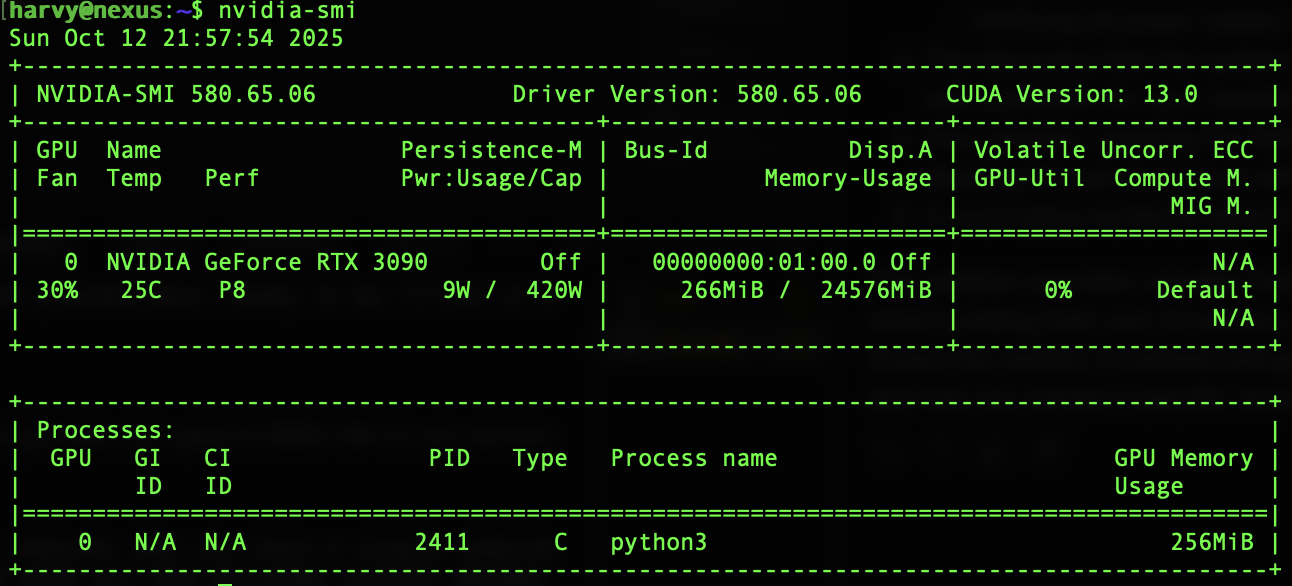 [harvy@nexus:~$ nvidia-smi
Sun Oct 12 21:57:54 2025
+-----------------------------------------------------------------------------------------+
| NVIDIA-SMI 580.65.06              Driver Version: 580.65.06      CUDA Version: 13.0     |
+-----------------------------------------+------------------------+----------------------+
| GPU  Name                 Persistence-M | Bus-Id          Disp.A | Volatile Uncorr. ECC |
| Fan  Temp   Perf          Pwr:Usage/Cap |           Memory-Usage | GPU-Util  Compute M. |
|                                         |                        |               MIG M. |
|=========================================+========================+======================|
|   0  NVIDIA GeForce RTX 3090        Off |   00000000:01:00.0 Off |                  N/A |
| 30%   25C    P8              9W /  420W |     266MiB /  24576MiB |      0%      Default |
|                                         |                        |                  N/A |
+-----------------------------------------+------------------------+----------------------+
+-----------------------------------------------------------------------------------------+
| Processes:                                                                              |
|  GPU   GI   CI              PID   Type   Process name                        GPU Memory |
|        ID   ID                                                               Usage      |
|=========================================================================================|
|    0   N/A  N/A            2411      C   python3                                 256MiB |
+-----------------------------------------------------------------------------------------+